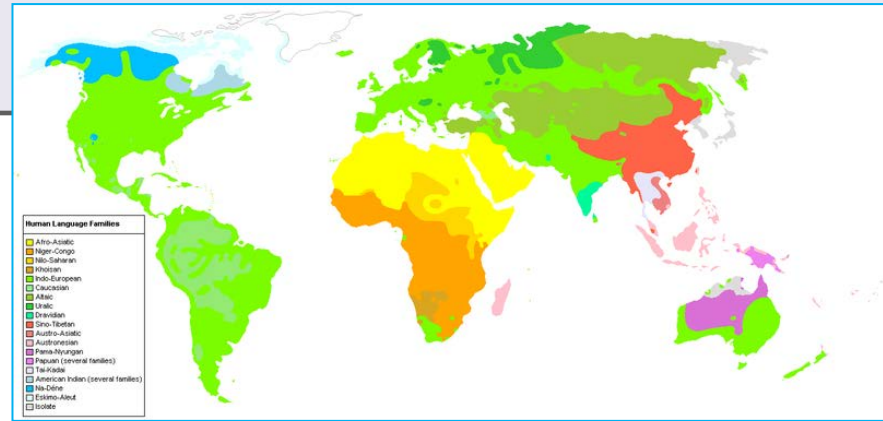 Human Language Families
Afro-Asiatic
Niger-Congo
Nilo-Saharan
Khoisan
Indo-European
Caucasian
Altaic
Uralic
Dravidian
Sino-Tibetan
Austro-Asiatic
Austronesian
Pama-Nyungan
Papuan (several families)
Tai-Kadai
American Indian (several families)
Na-Dene
Eskimo-Aleut
Isolate